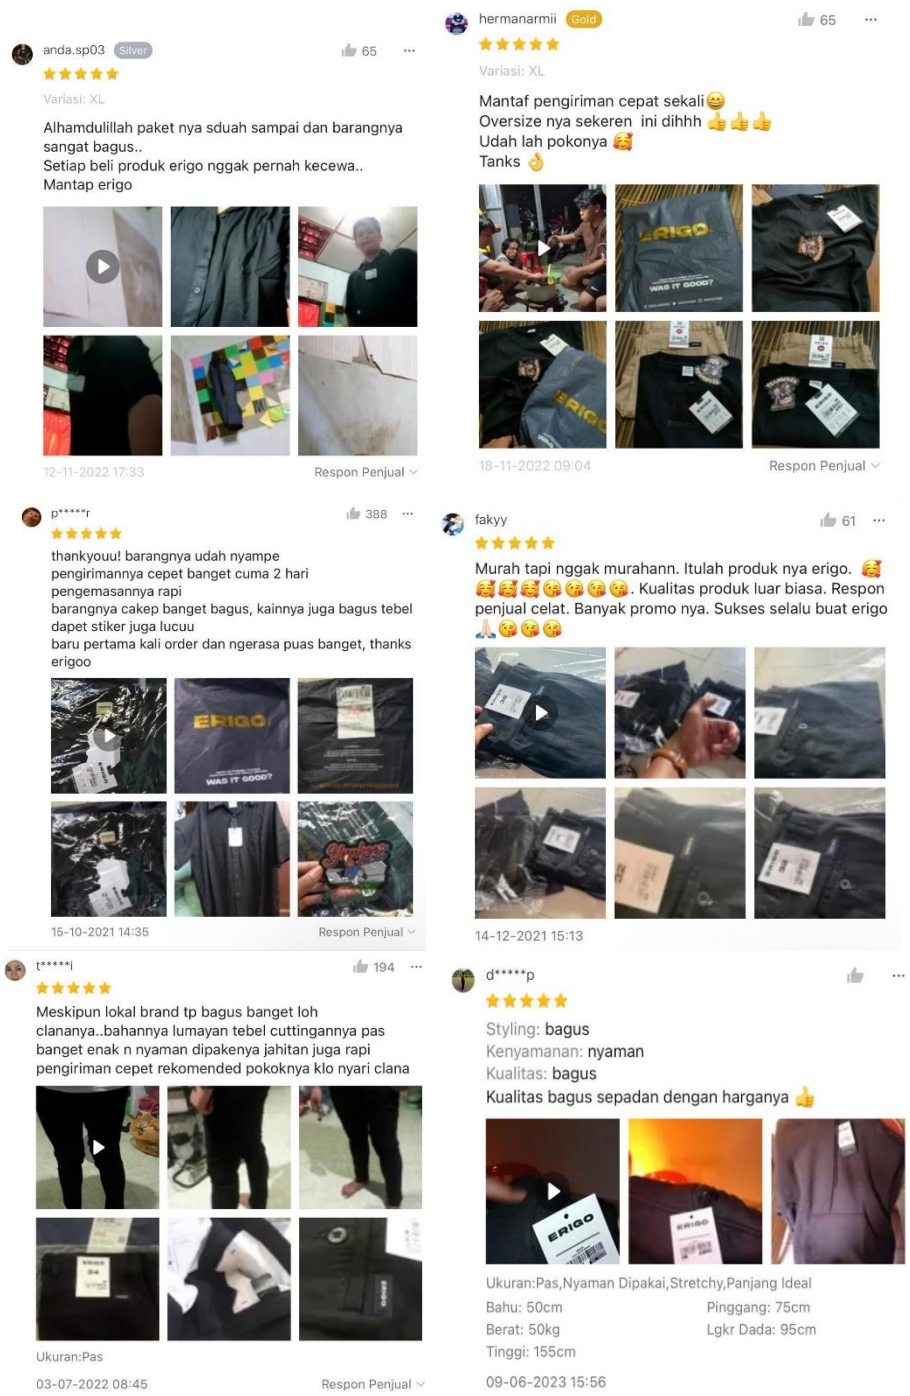 anda.sp03 Silver
65
Variasi: XL
Alhamdulillah paket nya sduah sampai dan barangnya
sangat bagus..
Setiap beli produk erigo nggak pernah kecewa..
Mantap erigo
12-11-2022 17:33
Respon Penjual
hermanarmii Gold
65
Variasi: XL
Mantaf pengiriman cepat sekali😄
Oversize nya sekeren ini dihhh 👍👍👍
Udah lah pokonya 🥰
Tanks 👌
ERIGO
WAS IT GOOD?
ERIGO
ERIGO
ERIGO
18-11-2022 09:04
Respon Penjual
p*****r
388
thankyouu! barangnya udah nyampe
pengirimannya cepet banget cuma 2 hari
pengemasannya rapi
barangnya cakep banget bagus, kainnya juga bagus tebel
dapet stiker juga lucuu
baru pertama kali order dan ngerasa puas banget, thanks
erigoo
ERIGO
WAS IT GOOD?
15-10-2021 14:35
Respon Penjual
fakyy
61
Murah tapi nggak murahann. Itulah produk nya erigo. 🥰
🥰🥰🥰😘😘😘😘. Kualitas produk luar biasa. Respon
penjual celat. Banyak promo nya. Sukses selalu buat erigo
🙏🏻😘😘😘
14-12-2021 15:13
t*****i
194
Meskipun lokal brand tp bagus banget loh
clananya..bahannya lumayan tebel cuttingannya pas
banget enak n nyaman dipakenya jahitan juga rapi
pengiriman cepet rekomended pokoknya klo nyari clana
ERIGO
34
ERIGO
Ukuran:Pas
03-07-2022 08:45
Respon Penjual
d*****p
Styling: bagus
Kenyamanan: nyaman
Kualitas: bagus
Kualitas bagus sepadan dengan harganya 👍
ERIGO
ERIGO
Ukuran:Pas,Nyaman Dipakai,Stretchy,Panjang Ideal
Bahu: 50cm
Pinggang: 75cm
Berat: 50kg
Lgkr Dada: 95cm
Tinggi: 155cm
09-06-2023 15:56